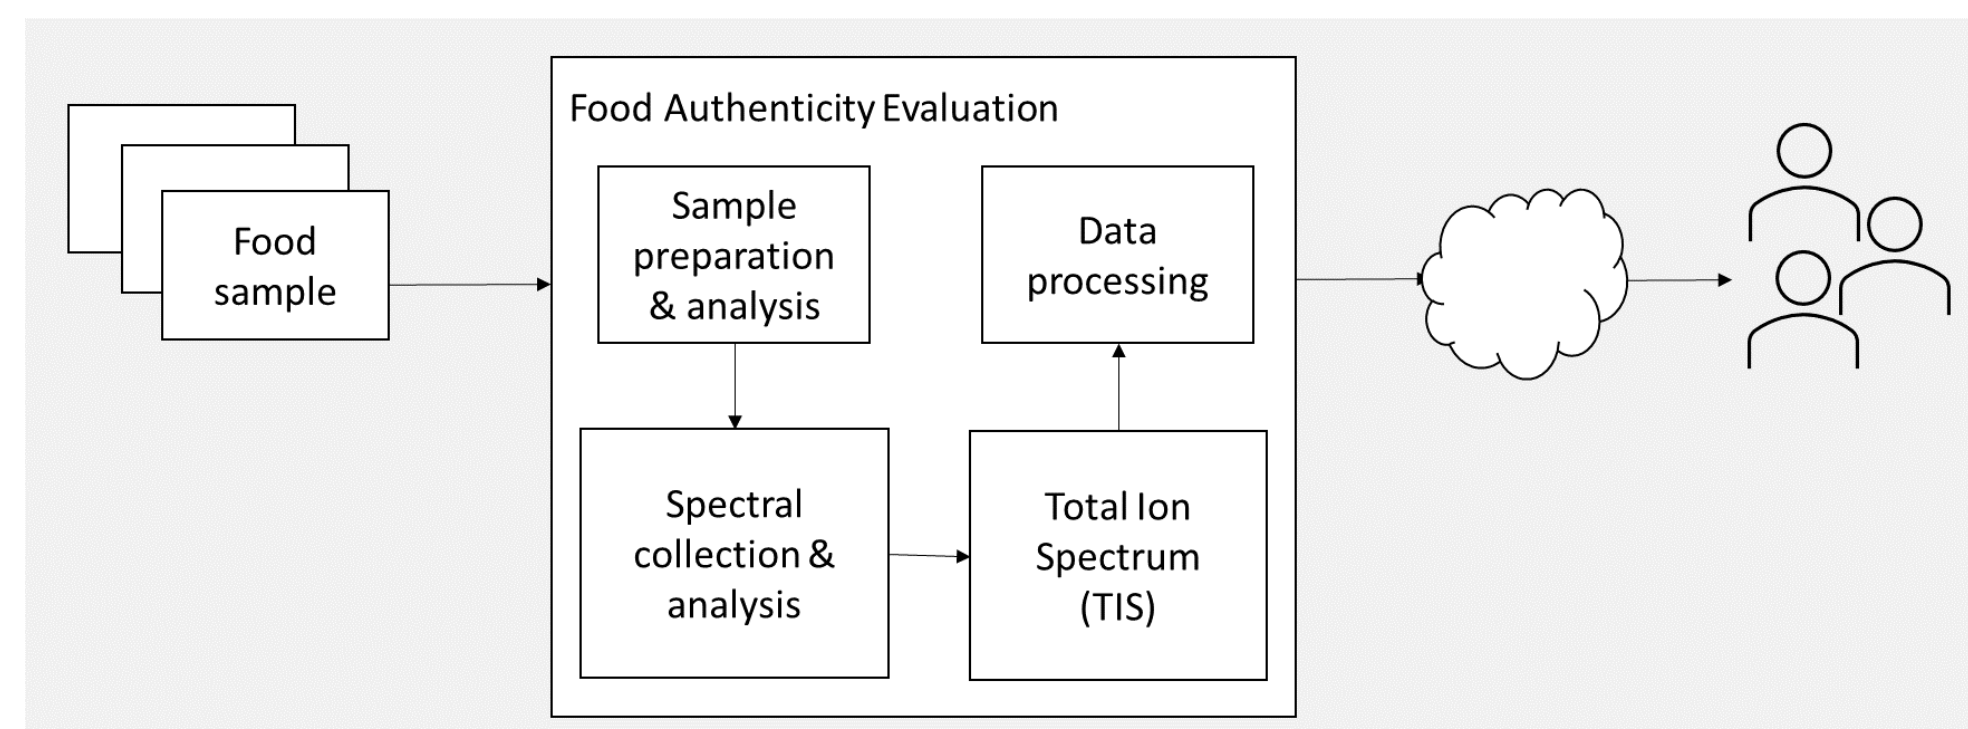 Food Authenticity Evaluation
Food
sample
Sample
preparation
& analysis
Spectral
collection &
analysis
Total Ion
Spectrum
(TIS)
Data
processing